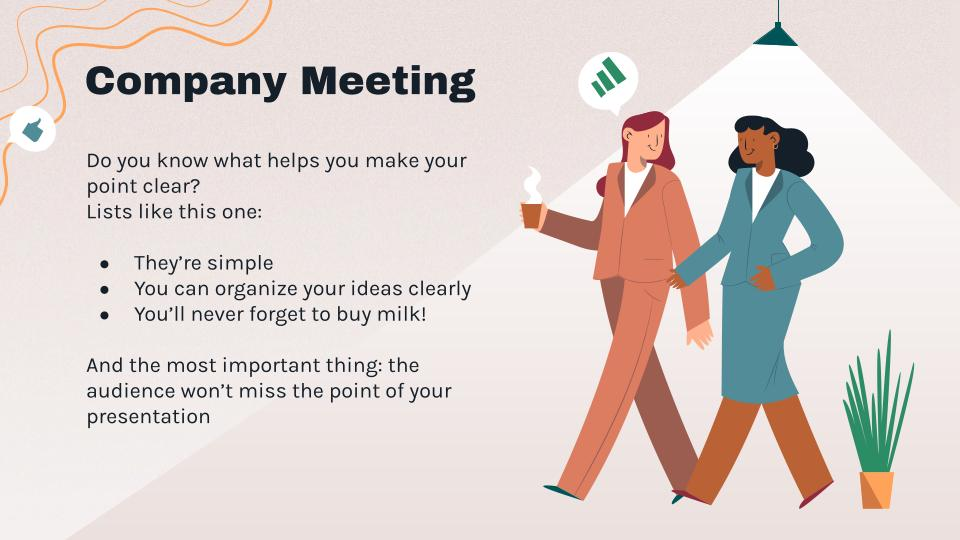 Company Meeting
Do you know what helps you make your
point clear?
Lists like this one:
● They’re simple
● You can organize your ideas clearly
● You’ll never forget to buy milk!
And the most important thing: the
audience won’t miss the point of your
presentation